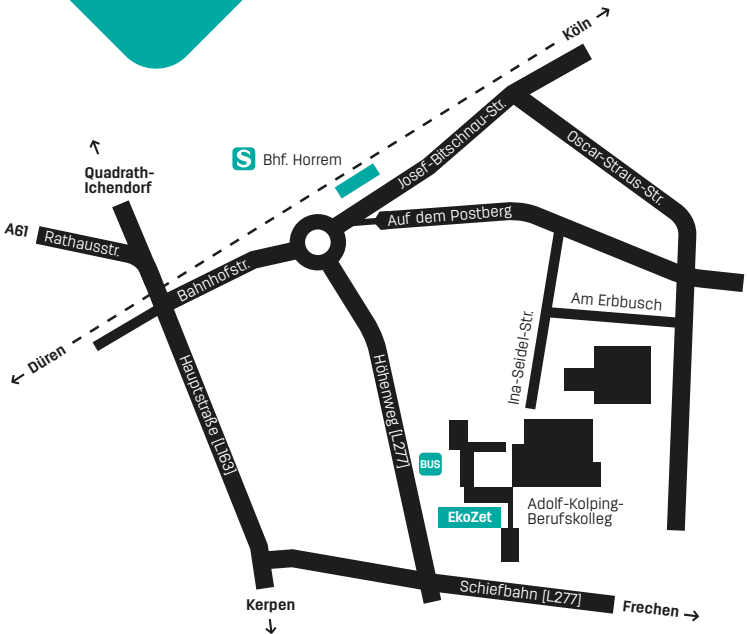 Köln
S Bhf. Horrem
Josef-Bitschnau-Str.
Oscar-Straus-Str.
Quadrath-
Ichendorf
A61
Rathausstr.
Auf dem Postberg
Bahnhofstr.
Am Erbbusch
Ina-Seidel-Str.
Düren
Hauptstraße [L163]
Höhenweg [L277]
BUS
EkoZet
Adolf-Kolping-
Berufskolleg
Schiefbahn [L277]
Kerpen
Frechen